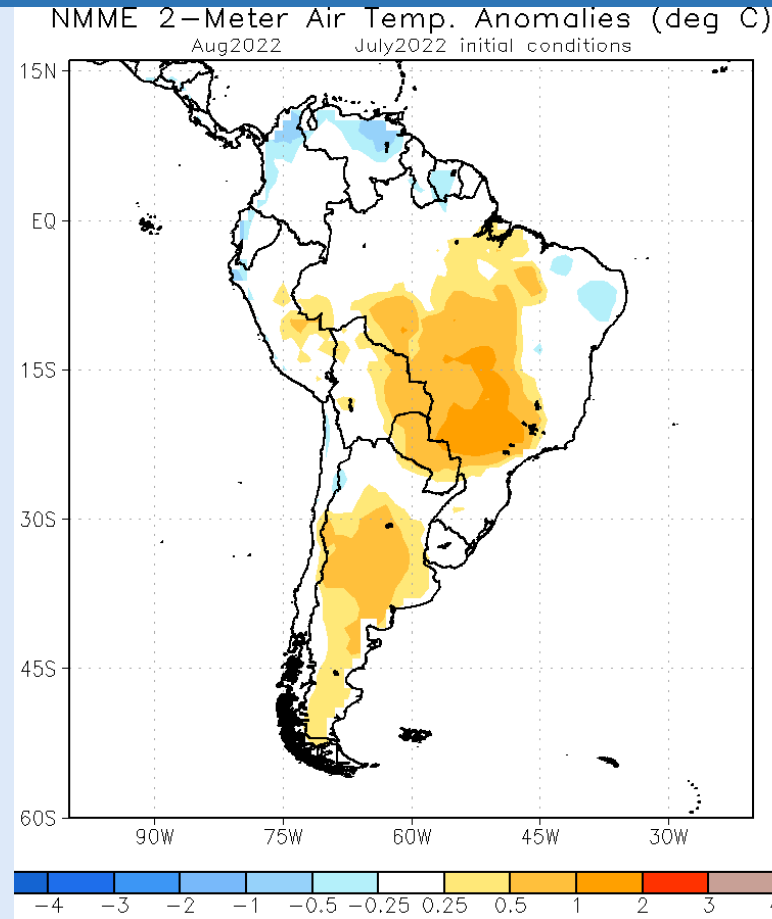 NMME 2-Meter Air Temp. Anomalies (deg C)
Aug2022 July2022 initial conditions
15N
EQ
15S
30S
45S
60S
90W 75W 60W 45W 30W
-4 -3 -2 -1 -0.5 -0.25 0.25 0.5 1 2 3